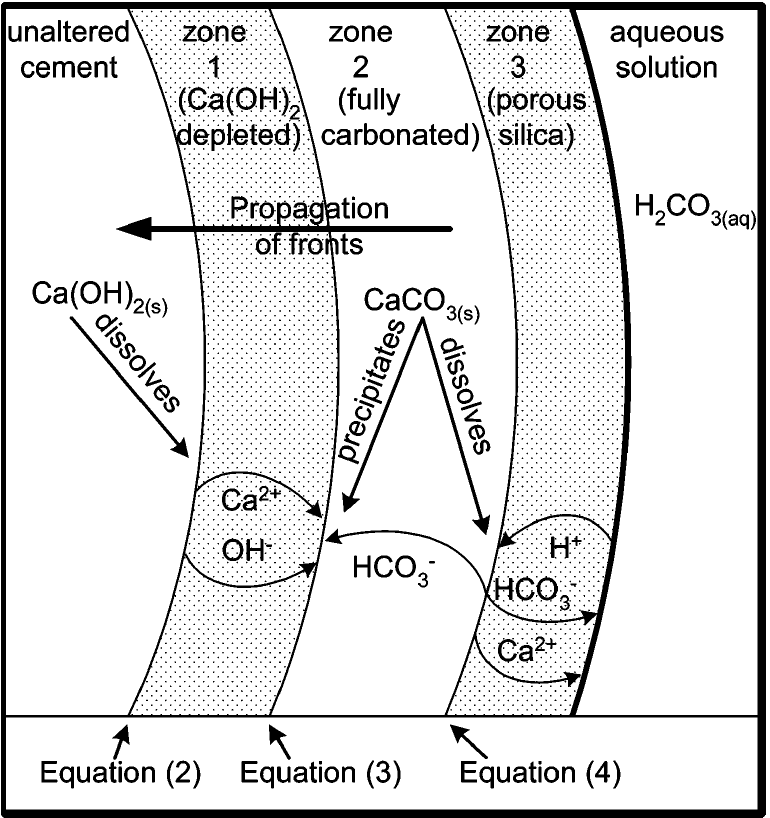 unaltered cement
zone 1 (Ca(OH)₂ depleted)
zone 2 (fully carbonated)
zone 3 (porous silica)
aqueous solution
H₂CO₃(aq)
Propagation of fronts
Ca(OH)₂(s)
dissolves
CaCO₃(s)
precipitates
dissolves
Ca²⁺
OH⁻
HCO₃⁻
H⁺
HCO₃⁻
Ca²⁺
Equation (2)
Equation (3)
Equation (4)